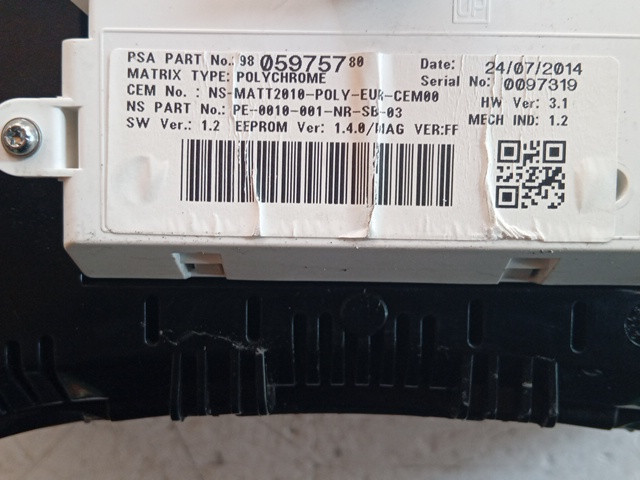 PSA PART No.: 98 059757 80
MATRIX TYPE: POLYCHROME
CEM No.: NS-MATT2010-POLY-EUR-CEM00
NS PART No.: PE-0010-001-NR-SB-03
SW Ver.: 1.2 EEPROM Ver: 1.4.0/MAG VER:FF
Date: 24/07/2014
Serial No: 0097319
HW Ver: 3.1
MECH IND: 1.2